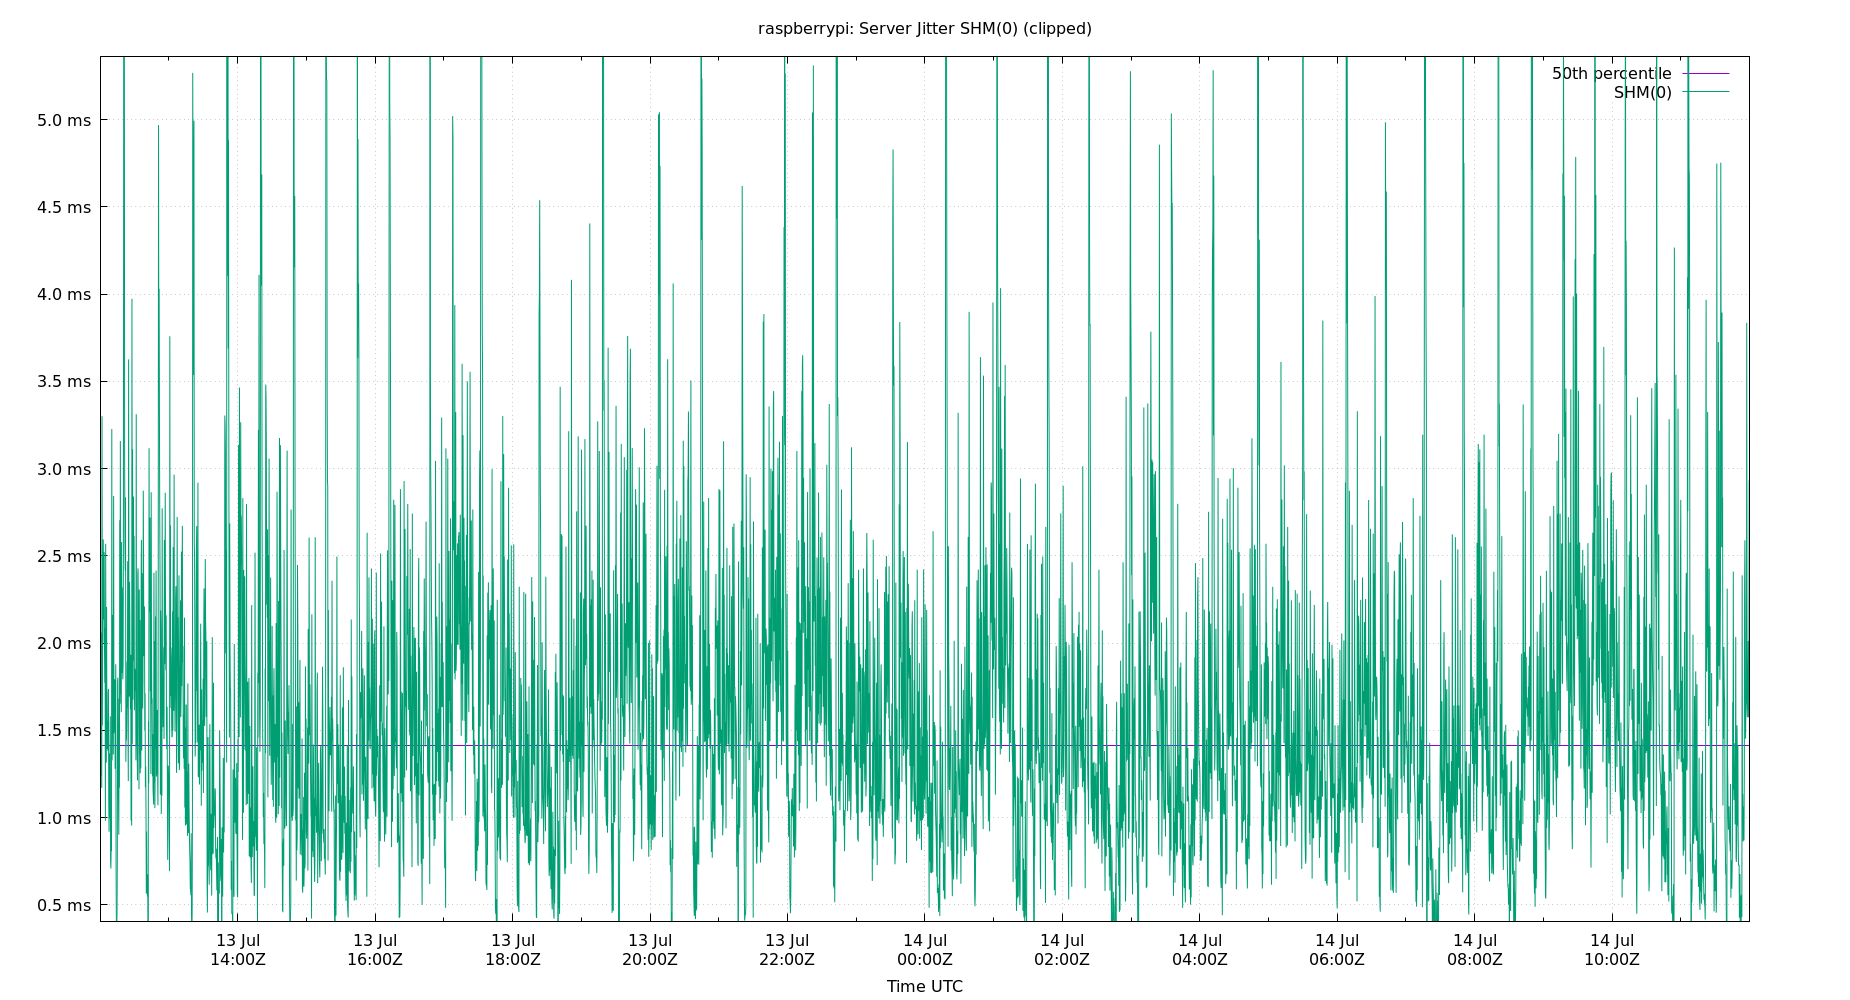 raspberrypi: Server Jitter SHM(0) (clipped)
50th percentile
SHM(0)
5.0 ms
4.5 ms
4.0 ms
3.5 ms
3.0 ms
2.5 ms
2.0 ms
1.5 ms
1.0 ms
0.5 ms
13 Jul 13 Jul 13 Jul 13 Jul 13 Jul 14 Jul 14 Jul 14 Jul 14 Jul 14 Jul 14 Jul
14:00Z 16:00Z 18:00Z 20:00Z 22:00Z 00:00Z 02:00Z 04:00Z 06:00Z 08:00Z 10:00Z
Time UTC